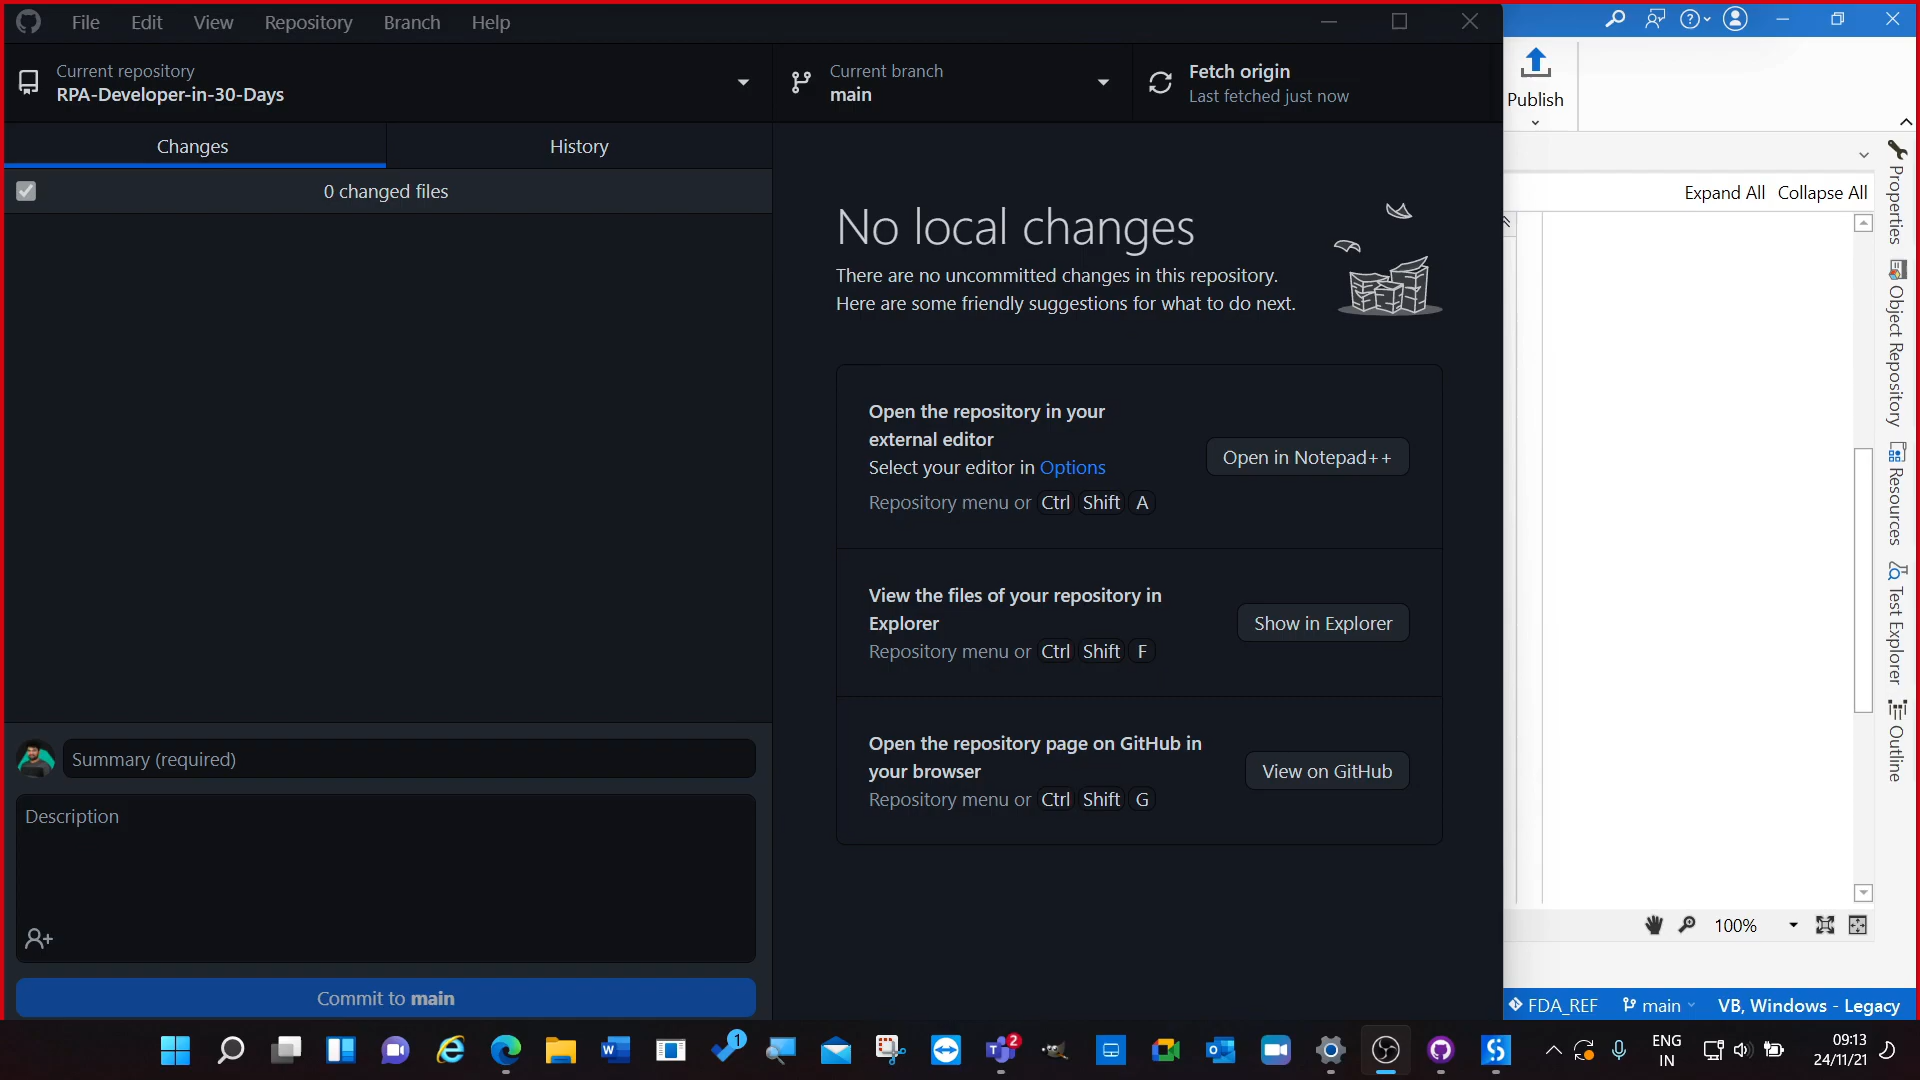 File Edit View Repository Branch Help
Current repository
RPA-Developer-in-30-Days
Current branch
main
Fetch origin
Last fetched just now
Changes History
0 changed files
No local changes
There are no uncommitted changes in this repository.
Here are some friendly suggestions for what to do next.
Open the repository in your
external editor
Select your editor in Options
Repository menu or Ctrl Shift A
Open in Notepad++
View the files of your repository in
Explorer
Repository menu or Ctrl Shift F
Show in Explorer
Open the repository page on GitHub in
your browser
Repository menu or Ctrl Shift G
View on GitHub
Summary (required)
Description
Commit to main
Publish
Expand All Collapse All
Properties
Object Repository
Resources
Test Explorer
Outline
100%
FDA_REF main VB, Windows - Legacy
1
2
ENG
IN
09:13
24/11/21